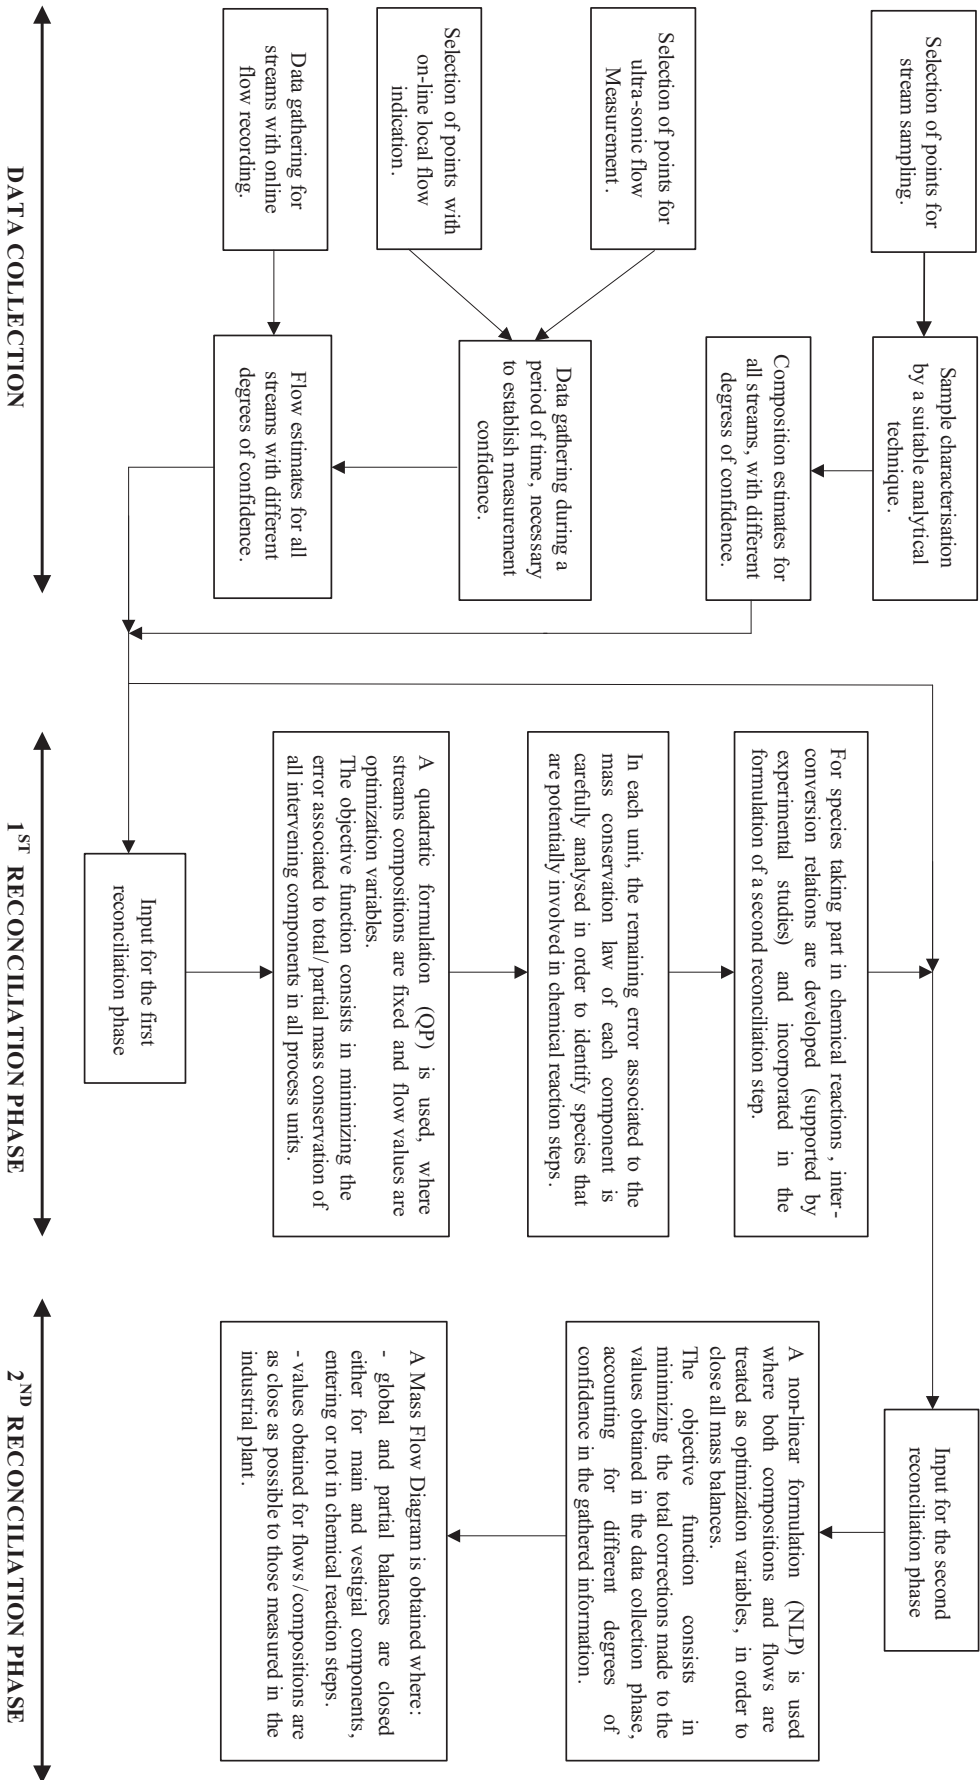 Selection of points for
stream sampling.
Selection of points for
ultra-sonic flow
Measurement.
Selection of points with
on-line local flow
indication.
Data gathering for
streams with online
flow recording.
Sample characterisation
by a suitable analytical
technique.
Composition estimates for
all streams, with different
degress of confidence.
Data gathering during a
period of time, necessary
to establish measurement
confidence.
Flow estimates for all
streams with different
degrees of confidence.
DATA COLLECTION
For species taking part in chemical reactions, inter-
conversion relations are developed (supported by
experimental studies) and incorporated in the
formulation of a second reconciliation step.
In each unit, the remaining error associated to the
mass conservation law of each component is
carefully analysed in order to identify species that
are potentially involved in chemical reaction steps.
A quadratic formulation (QP) is used, where
streams compositions are fixed and flow values are
optimization variables.
The objective function consists in minimizing the
error associated to total/partial mass conservation of
all intervening components in all process units.
Input for the first
reconciliation phase
1ST RECONCILIATION PHASE
Input for the second
reconciliation phase
A non-linear formulation (NLP) is used
where both compositions and flows are
treated as optimization variables, in order to
close all mass balances.
The objective function consists in
minimizing the total corrections made to the
values obtained in the data collection phase,
accounting for different degrees of
confidence in the gathered information.
A Mass Flow Diagram is obtained where:
- global and partial balances are closed
either for main and vestigial components,
entering or not in chemical reaction steps.
- values obtained for flows/compositions are
as close as possible to those measured in the
industrial plant.
2ND RECONCILIATION PHASE